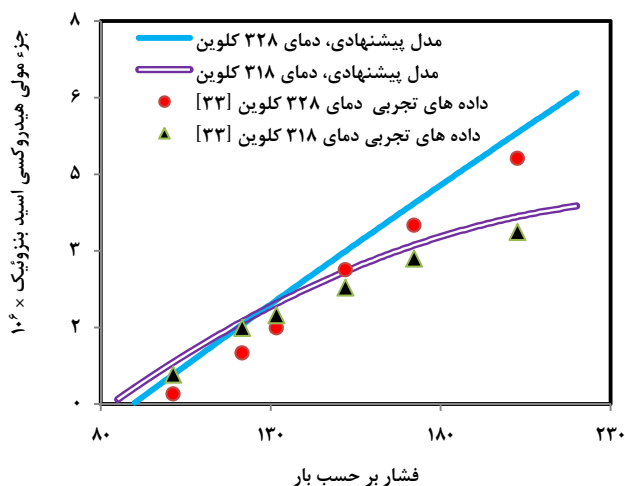 جزء مولی هیدروکسی اسید بنزوئیک × ۱۰^۶
۸
۶
۵
۳
۲
۰
مدل پیشنهادی، دمای ۳۲۸ کلوین
مدل پیشنهادی، دمای ۳۱۸ کلوین
داده های تجربی دمای ۳۲۸ کلوین [۳۳]
داده های تجربی دمای ۳۱۸ کلوین [۳۳]
۸۰ ۱۳۰ ۱۸۰ ۲۳۰
فشار بر حسب بار